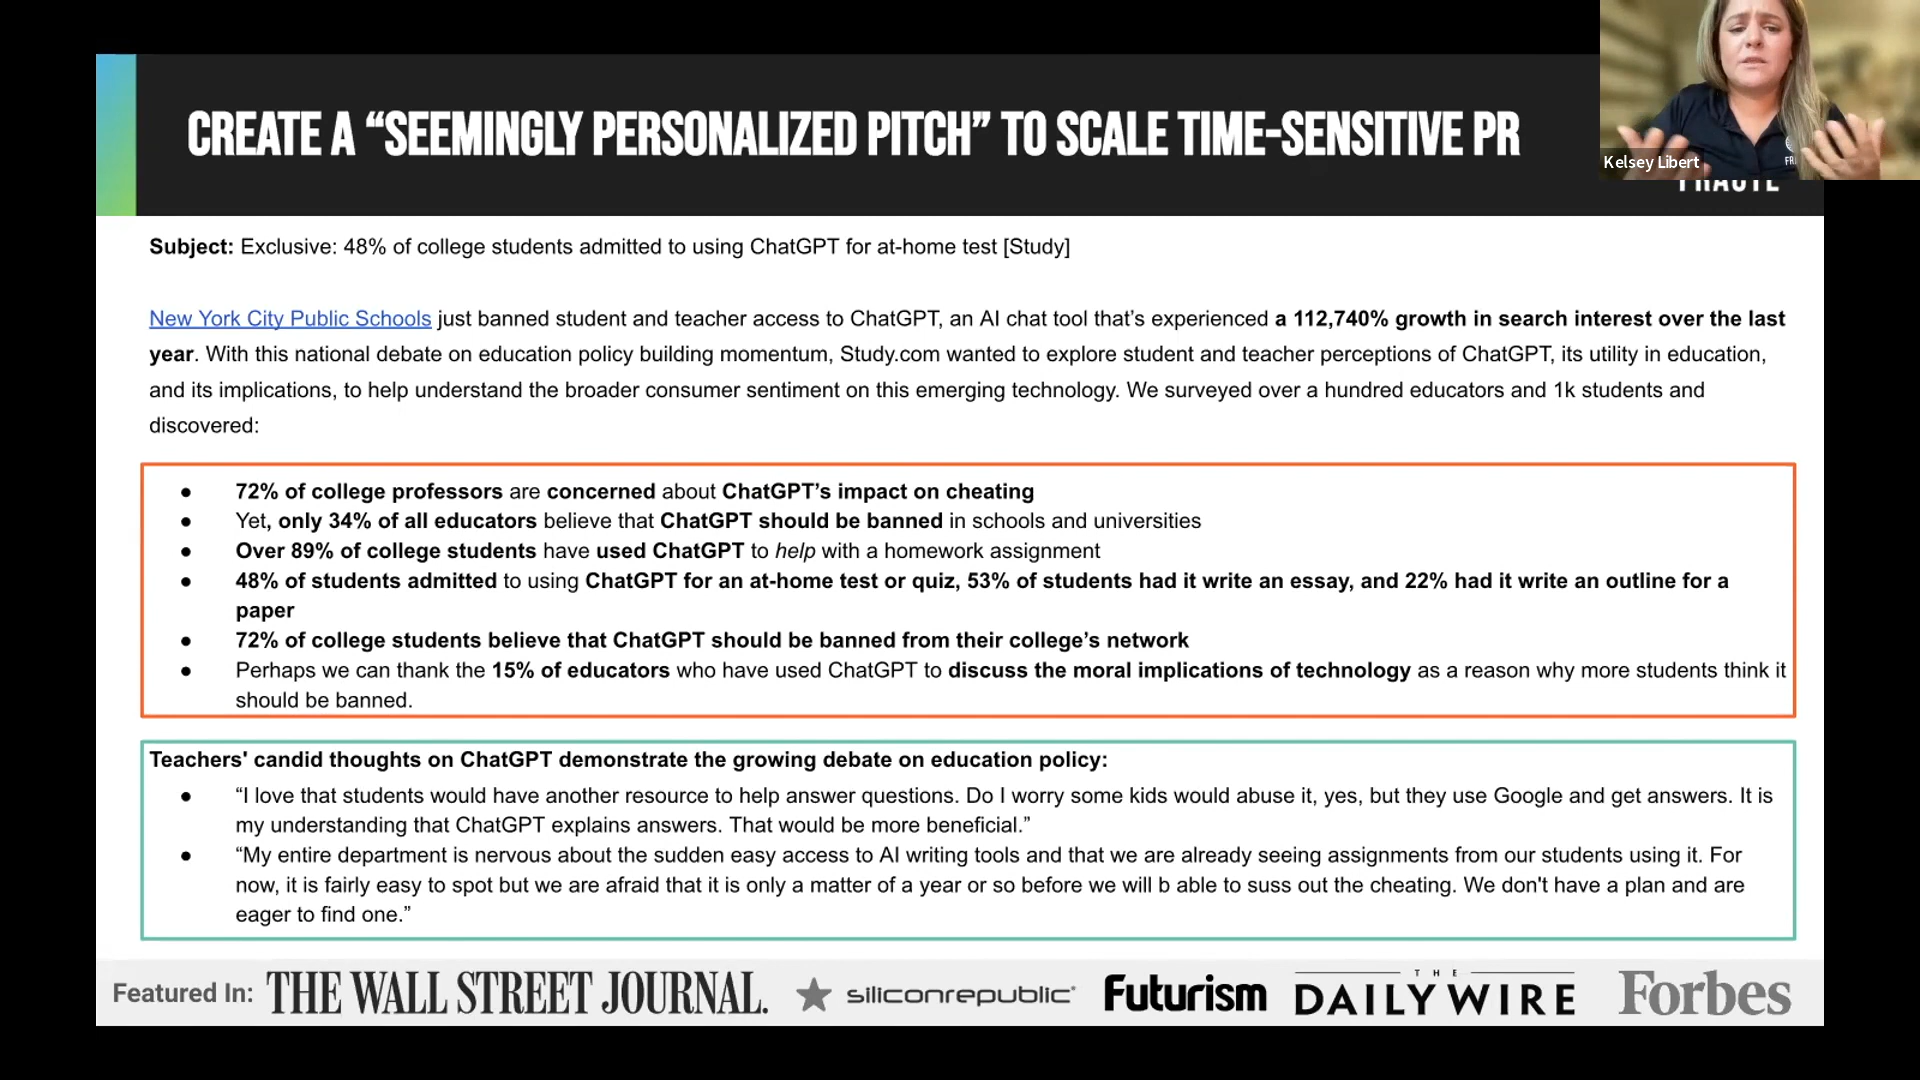 CREATE A “SEEMINGLY PERSONALIZED PITCH” TO SCALE TIME-SENSITIVE PR
Kelsey Libert
Subject: Exclusive: 48% of college students admitted to using ChatGPT for at-home test [Study]
New York City Public Schools just banned student and teacher access to ChatGPT, an AI chat tool that’s experienced a 112,740% growth in search interest over the last
year. With this national debate on education policy building momentum, Study.com wanted to explore student and teacher perceptions of ChatGPT, its utility in education,
and its implications, to help understand the broader consumer sentiment on this emerging technology. We surveyed over a hundred educators and 1k students and
discovered:
● 72% of college professors are concerned about ChatGPT’s impact on cheating
● Yet, only 34% of all educators believe that ChatGPT should be banned in schools and universities
● Over 89% of college students have used ChatGPT to help with a homework assignment
● 48% of students admitted to using ChatGPT for an at-home test or quiz, 53% of students had it write an essay, and 22% had it write an outline for a
paper
● 72% of college students believe that ChatGPT should be banned from their college’s network
● Perhaps we can thank the 15% of educators who have used ChatGPT to discuss the moral implications of technology as a reason why more students think it
should be banned.
Teachers' candid thoughts on ChatGPT demonstrate the growing debate on education policy:
● “I love that students would have another resource to help answer questions. Do I worry some kids would abuse it, yes, but they use Google and get answers. It is
my understanding that ChatGPT explains answers. That would be more beneficial.”
● “My entire department is nervous about the sudden easy access to AI writing tools and that we are already seeing assignments from our students using it. For
now, it is fairly easy to spot but we are afraid that it is only a matter of a year or so before we will b able to suss out the cheating. We don't have a plan and are
eager to find one.”
Featured In: THE WALL STREET JOURNAL. siliconrepublic Futurism THE DAILY WIRE Forbes